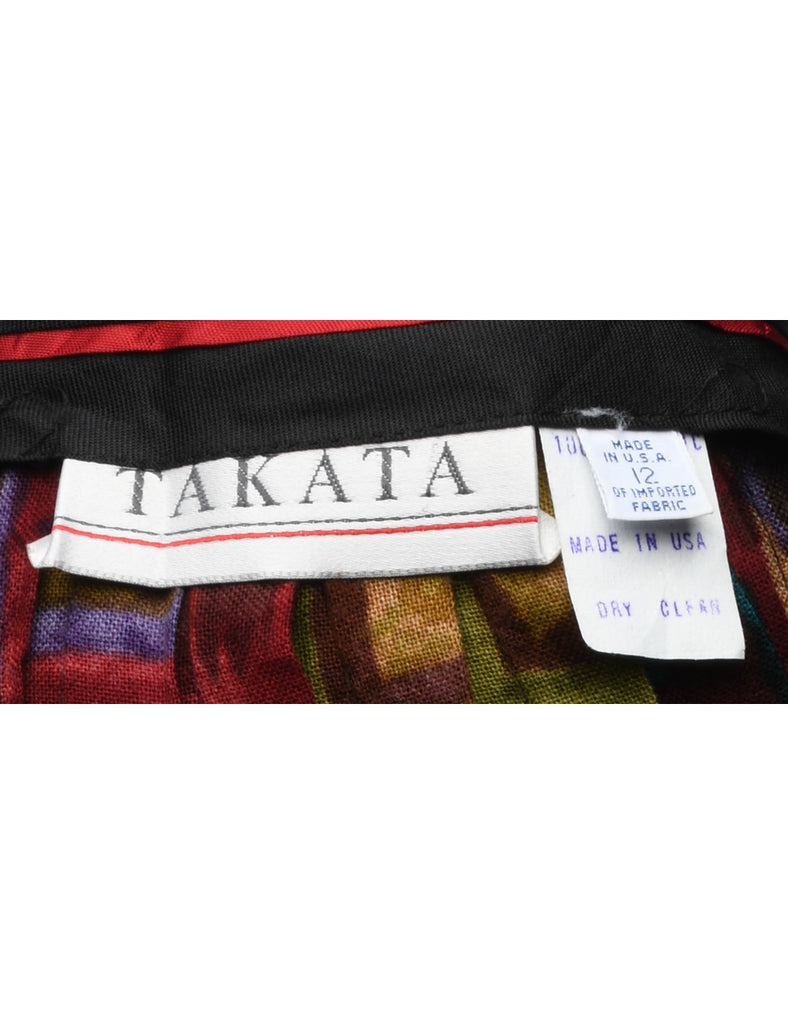 TAKATA
MADE
IN U.S.A.
12
OF IMPORTED
FABRIC
MADE IN USA
DRY CLEAN